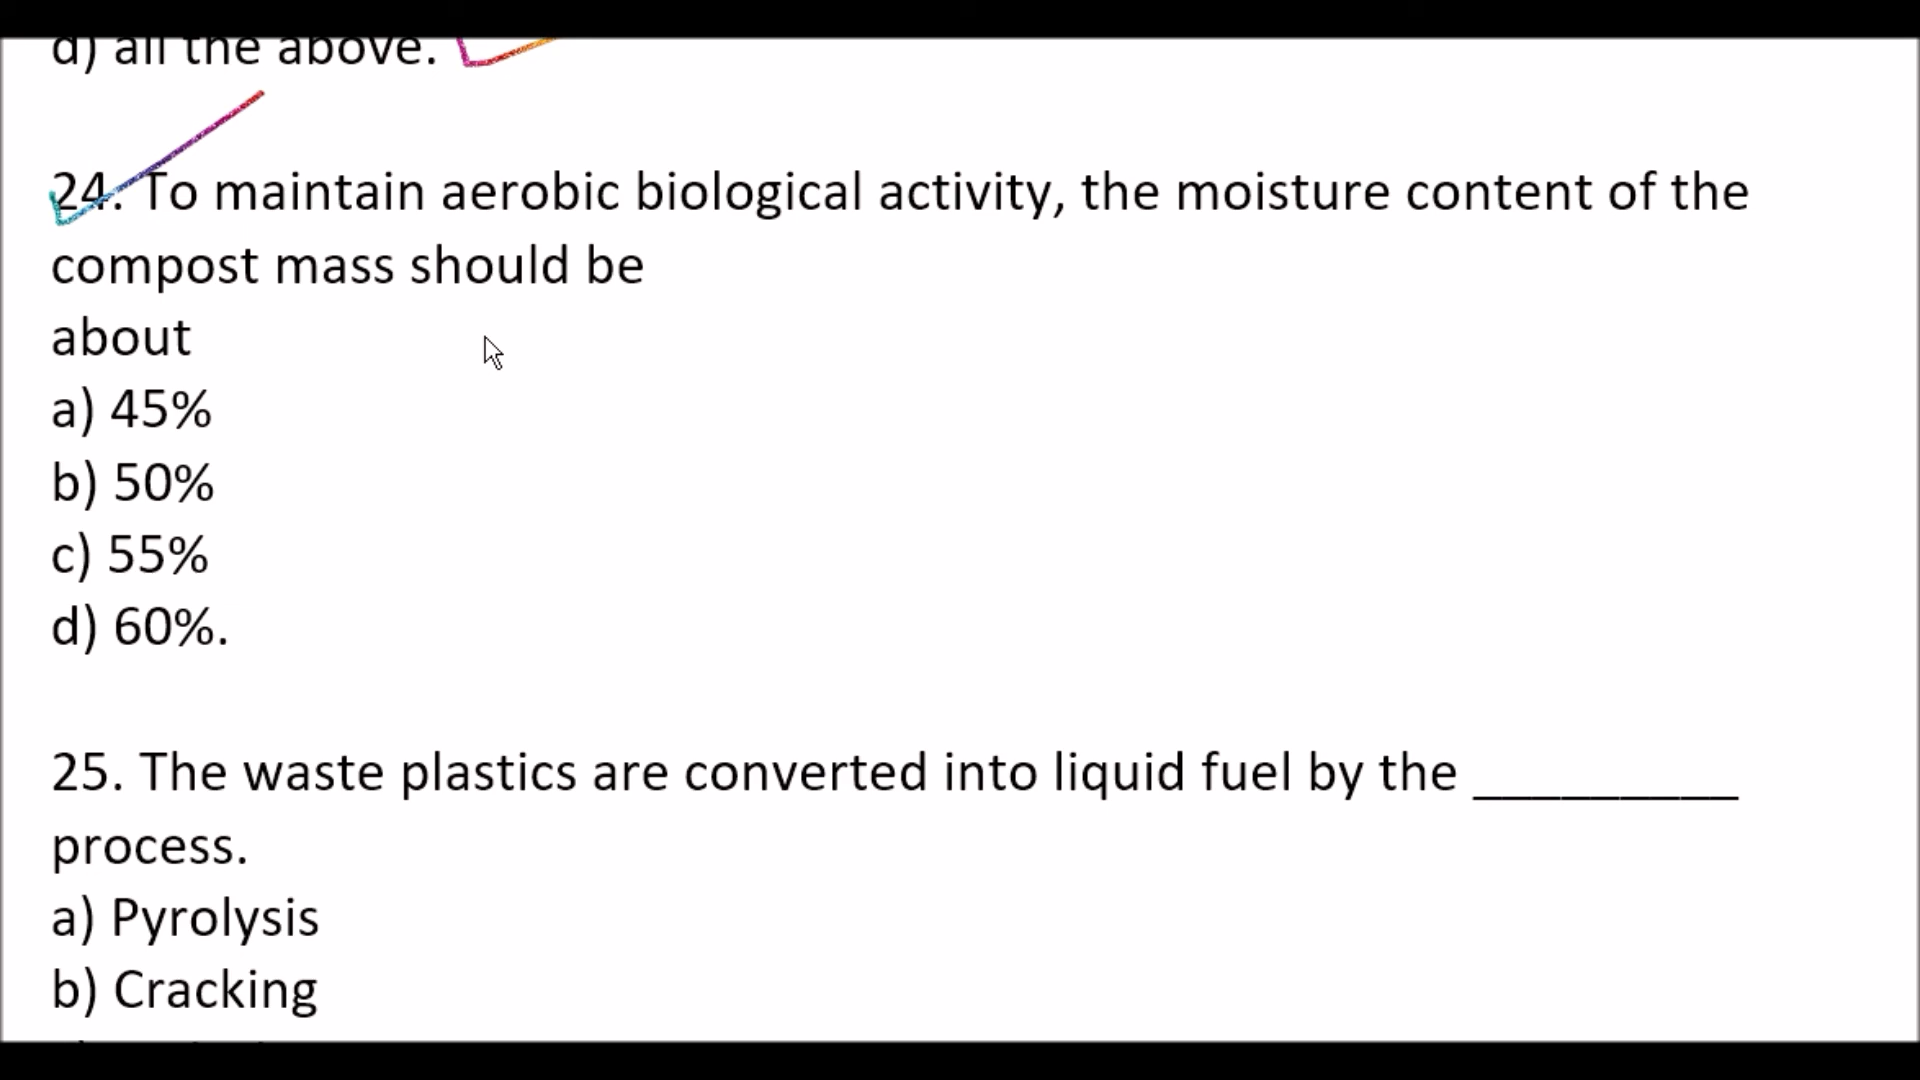 d) all the above.
24. To maintain aerobic biological activity, the moisture content of the
compost mass should be
about
a) 45%
b) 50%
c) 55%
d) 60%.
25. The waste plastics are converted into liquid fuel by the _________
process.
a) Pyrolysis
b) Cracking